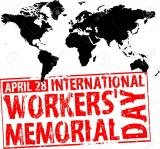 APRIL 28 INTERNATIONAL
WORKERS'
MEMORIAL
DAY